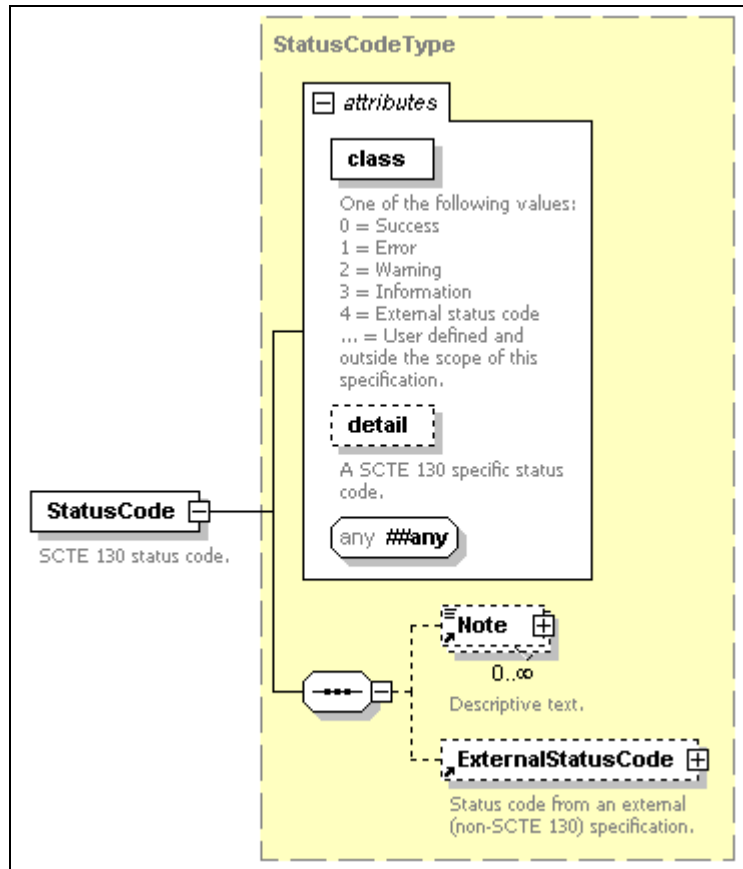 StatusCodeType
attributes
class
One of the following values:
0 = Success
1 = Error
2 = Warning
3 = Information
4 = External status code
... = User defined and
outside the scope of this
specification.
detail
A SCTE 130 specific status
code.
any ##any
StatusCode
SCTE 130 status code.
Note
0..∞
Descriptive text.
ExternalStatusCode
Status code from an external
(non-SCTE 130) specification.